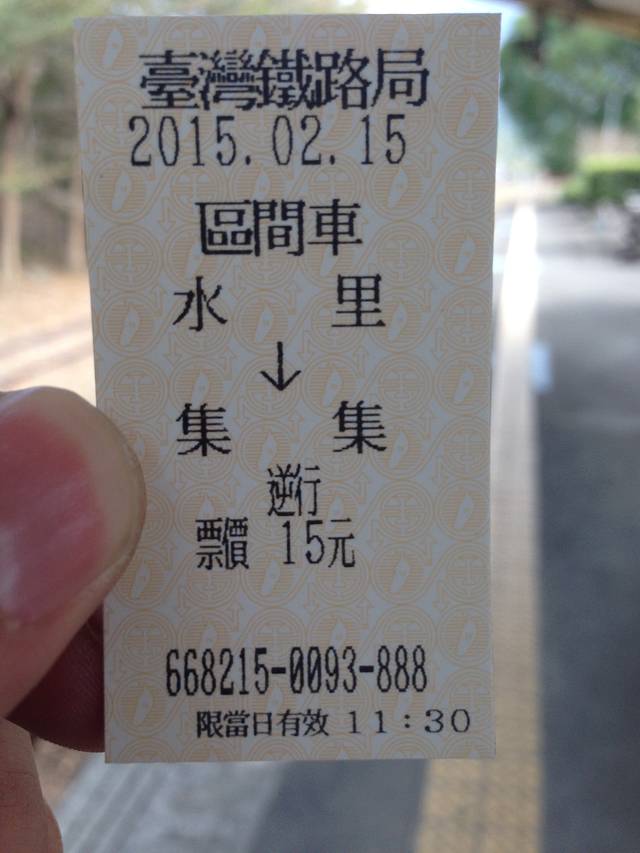 臺灣鐵路局
2015.02.15
區間車
水 里
↓
集 集
逆行
票價 15元
668215-0093-888
限當日有效 11：30